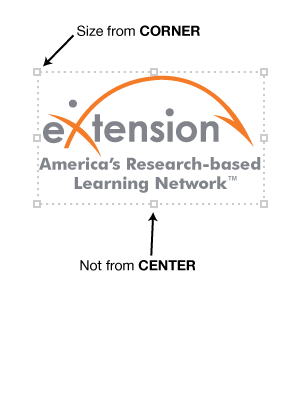 Size from CORNER
eXtension
America's Research-based
Learning Network™
Not from CENTER